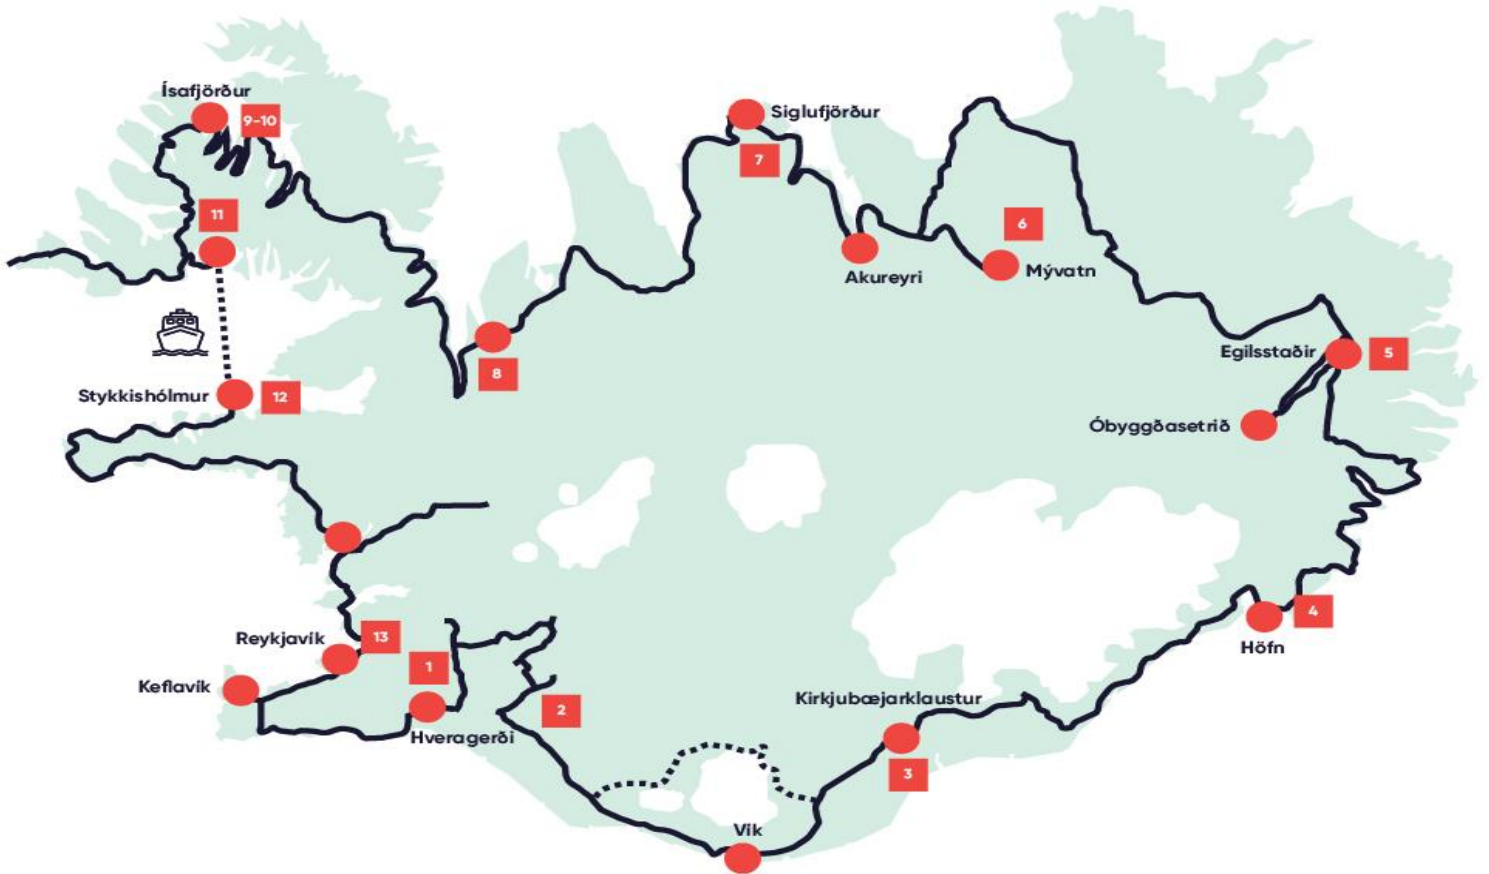 Ísafjörður
9-10
Siglufjörður
7
11
6
Akureyri
Mývatn
Egilsstaðir
5
8
Stykkishólmur
12
Óbyggðasetrið
Reykjavík
13
4
Höfn
1
Keflavík
Kirkjubæjarklaustur
2
Hveragerði
3
Vík